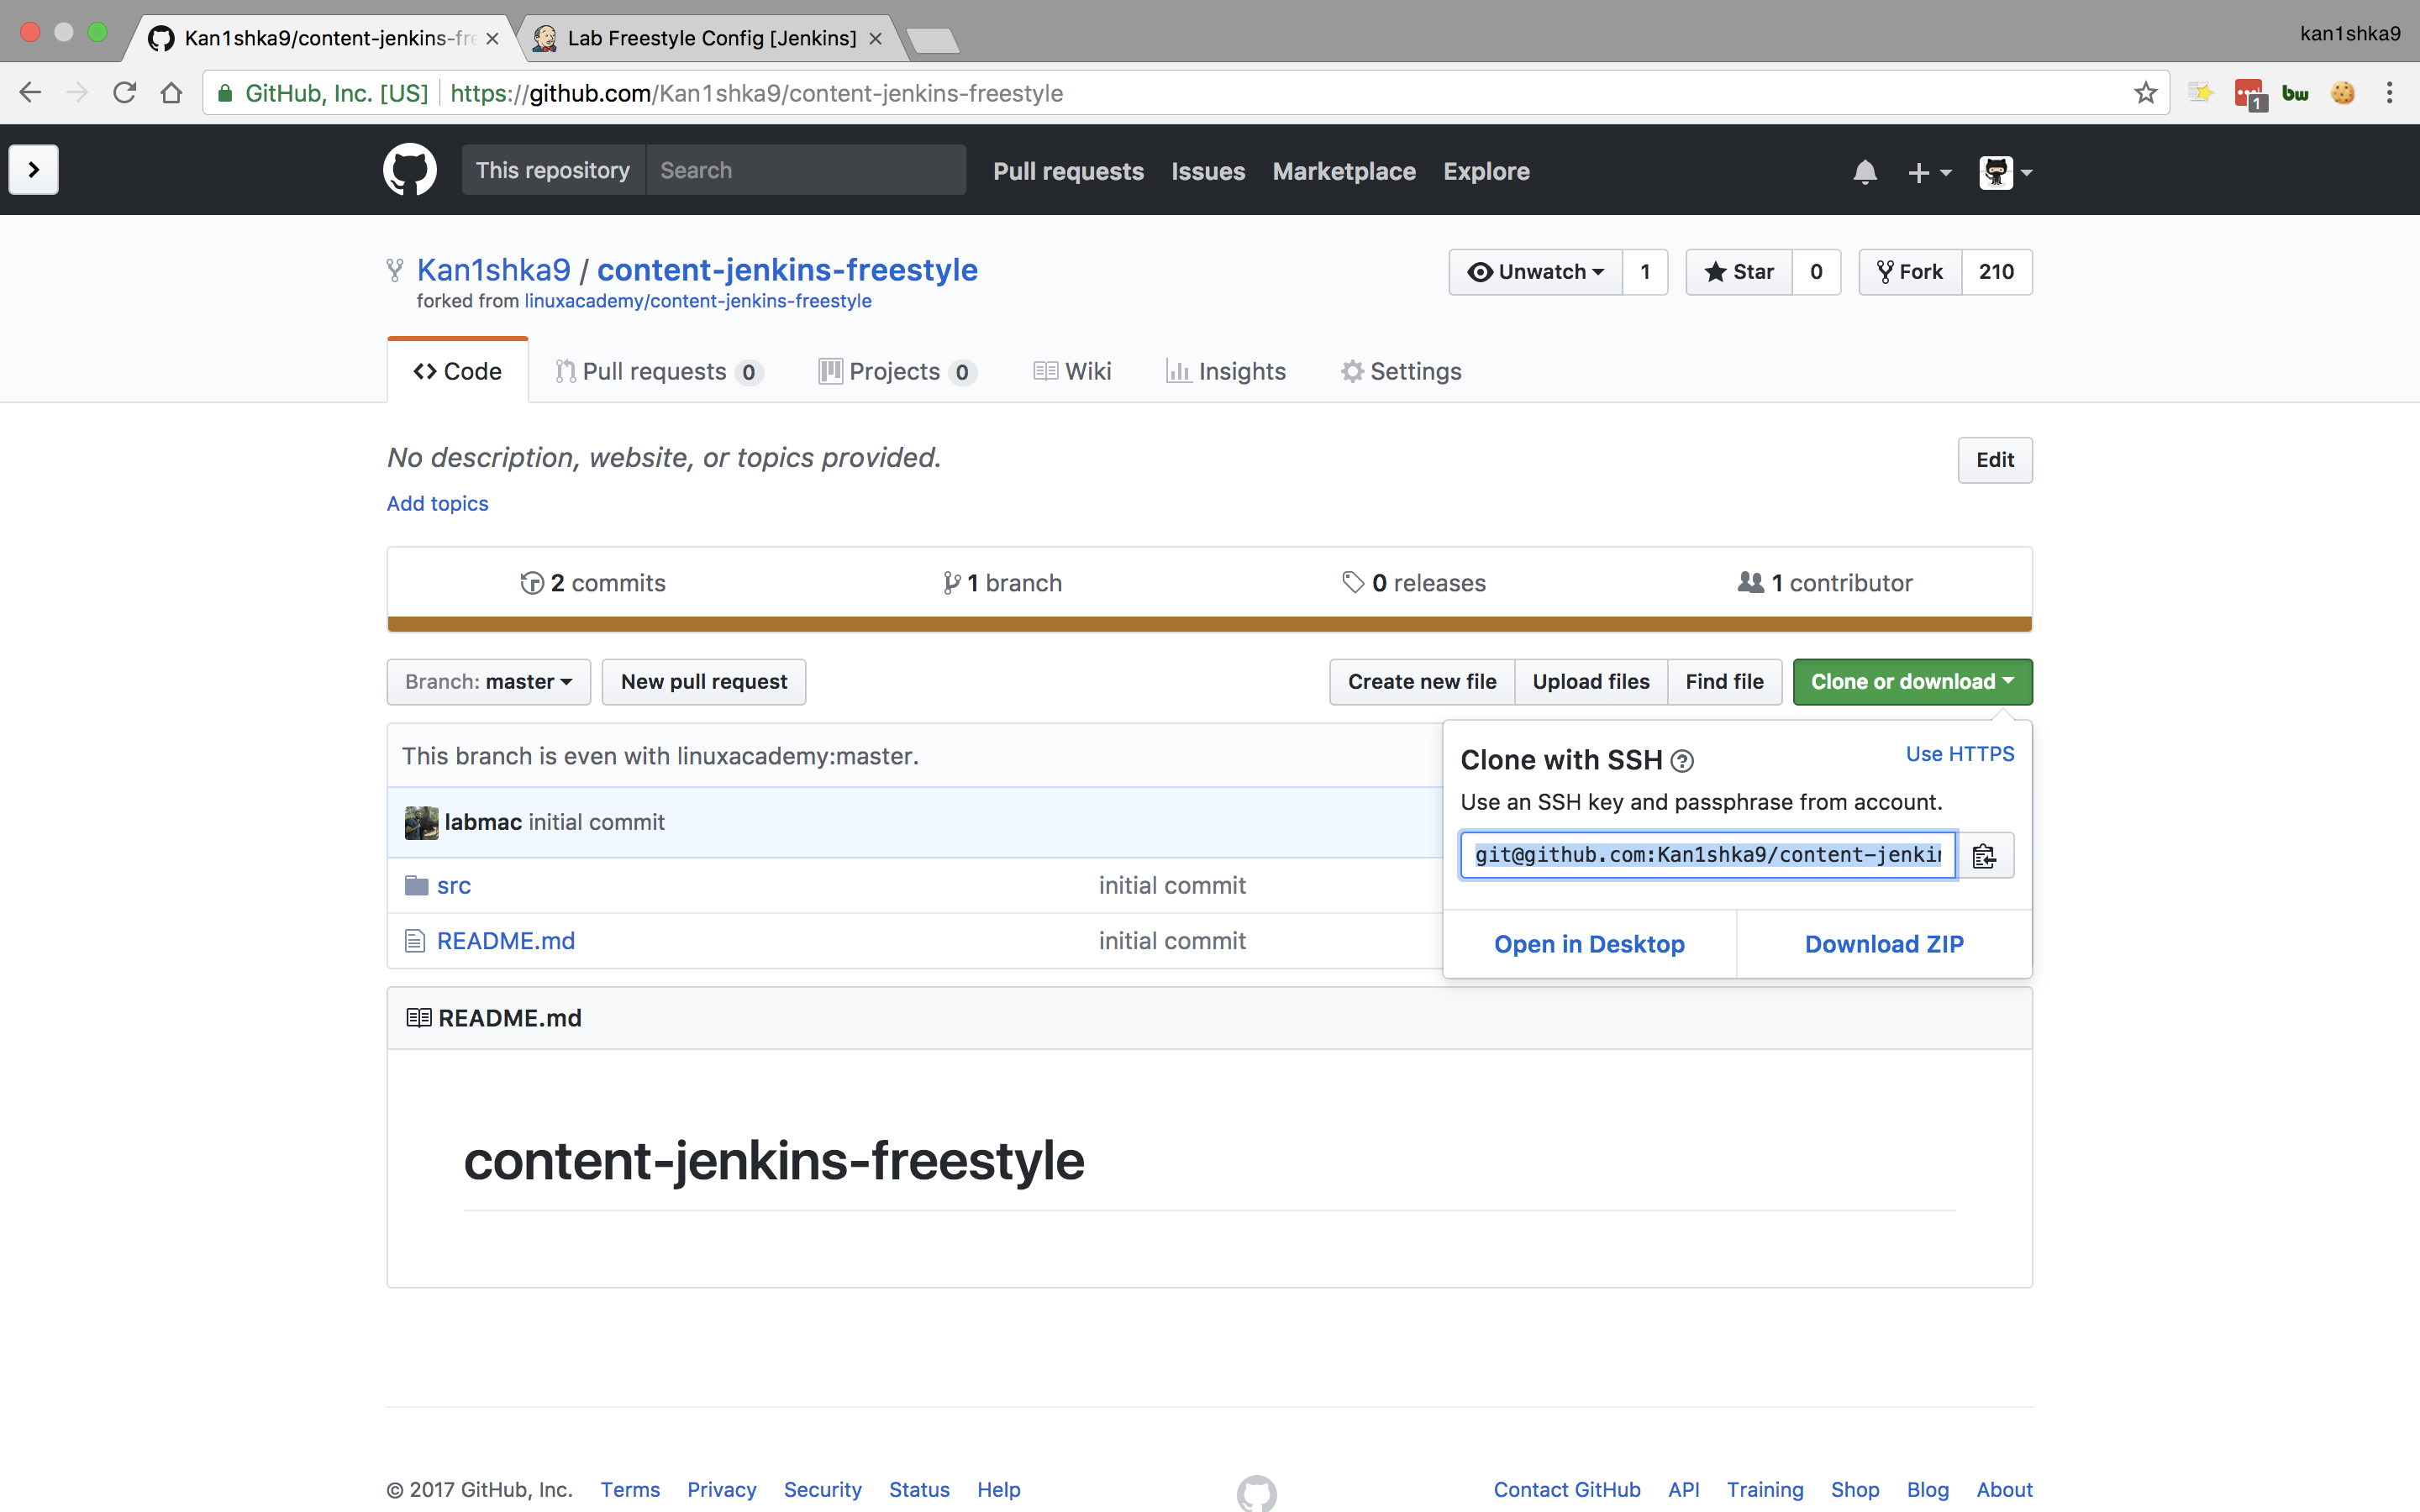 Kan1shka9/content-jenkins-fre
Lab Freestyle Config [Jenkins]
kan1shka9
GitHub, Inc. [US] https://github.com/Kan1shka9/content-jenkins-freestyle
1
bw
This repository Search Pull requests Issues Marketplace Explore
Kan1shka9 / content-jenkins-freestyle
Unwatch 1 Star 0 Fork 210
forked from linuxacademy/content-jenkins-freestyle
Code Pull requests 0 Projects 0 Wiki Insights Settings
No description, website, or topics provided.
Edit
Add topics
2 commits 1 branch 0 releases 1 contributor
Branch: master New pull request Create new file Upload files Find file Clone or download
This branch is even with linuxacademy:master.
labmac initial commit
src initial commit
README.md initial commit
Clone with SSH Use HTTPS
Use an SSH key and passphrase from account.
git@github.com:Kan1shka9/content-jenkin
Open in Desktop Download ZIP
README.md
content-jenkins-freestyle
© 2017 GitHub, Inc. Terms Privacy Security Status Help Contact GitHub API Training Shop Blog About